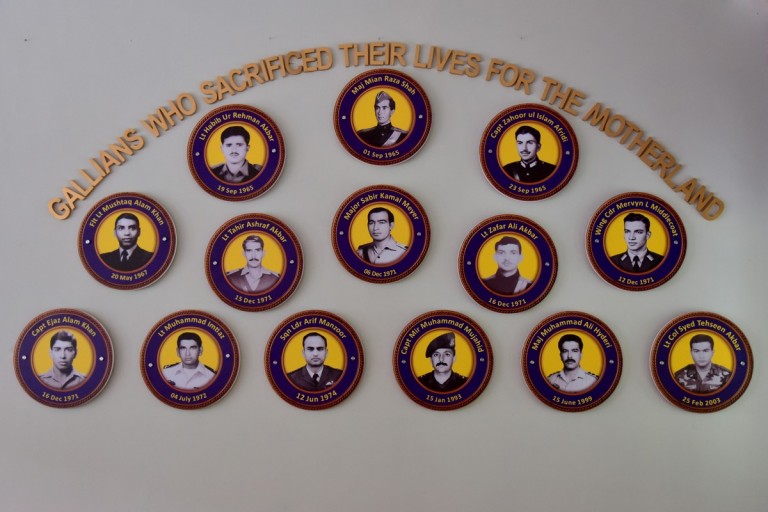 GALLIANS WHO SACRIFICED THEIR LIVES FOR THE MOTHERLAND
Lt Habib Ur Rehman Akbar
19 Sep 1965
Maj Mian Raza Shah
01 Sep 1965
Capt Zahoor ul Islam Afridi
23 Sep 1965
Flt Lt Mushtaq Alam Khan
20 May 1967
Lt Tahir Ashraf Akbar
15 Dec 1971
Major Sabir Kamal Meyer
06 Dec 1971
Lt Zafar Ali Akbar
16 Dec 1971
Wing Cdr Mervyn L Middlecoat
12 Dec 1971
Capt Ejaz Alam Khan
16 Dec 1971
Lt Muhammad Imtiaz
04 July 1972
Sqn Ldr Arif Manzoor
12 Jun 1974
Capt Mir Muhammad Mujahid
15 Jan 1993
Maj Muhammad Ali Hyderi
15 June 1999
Lt Col Syed Tehseen Akbar
25 Feb 2003